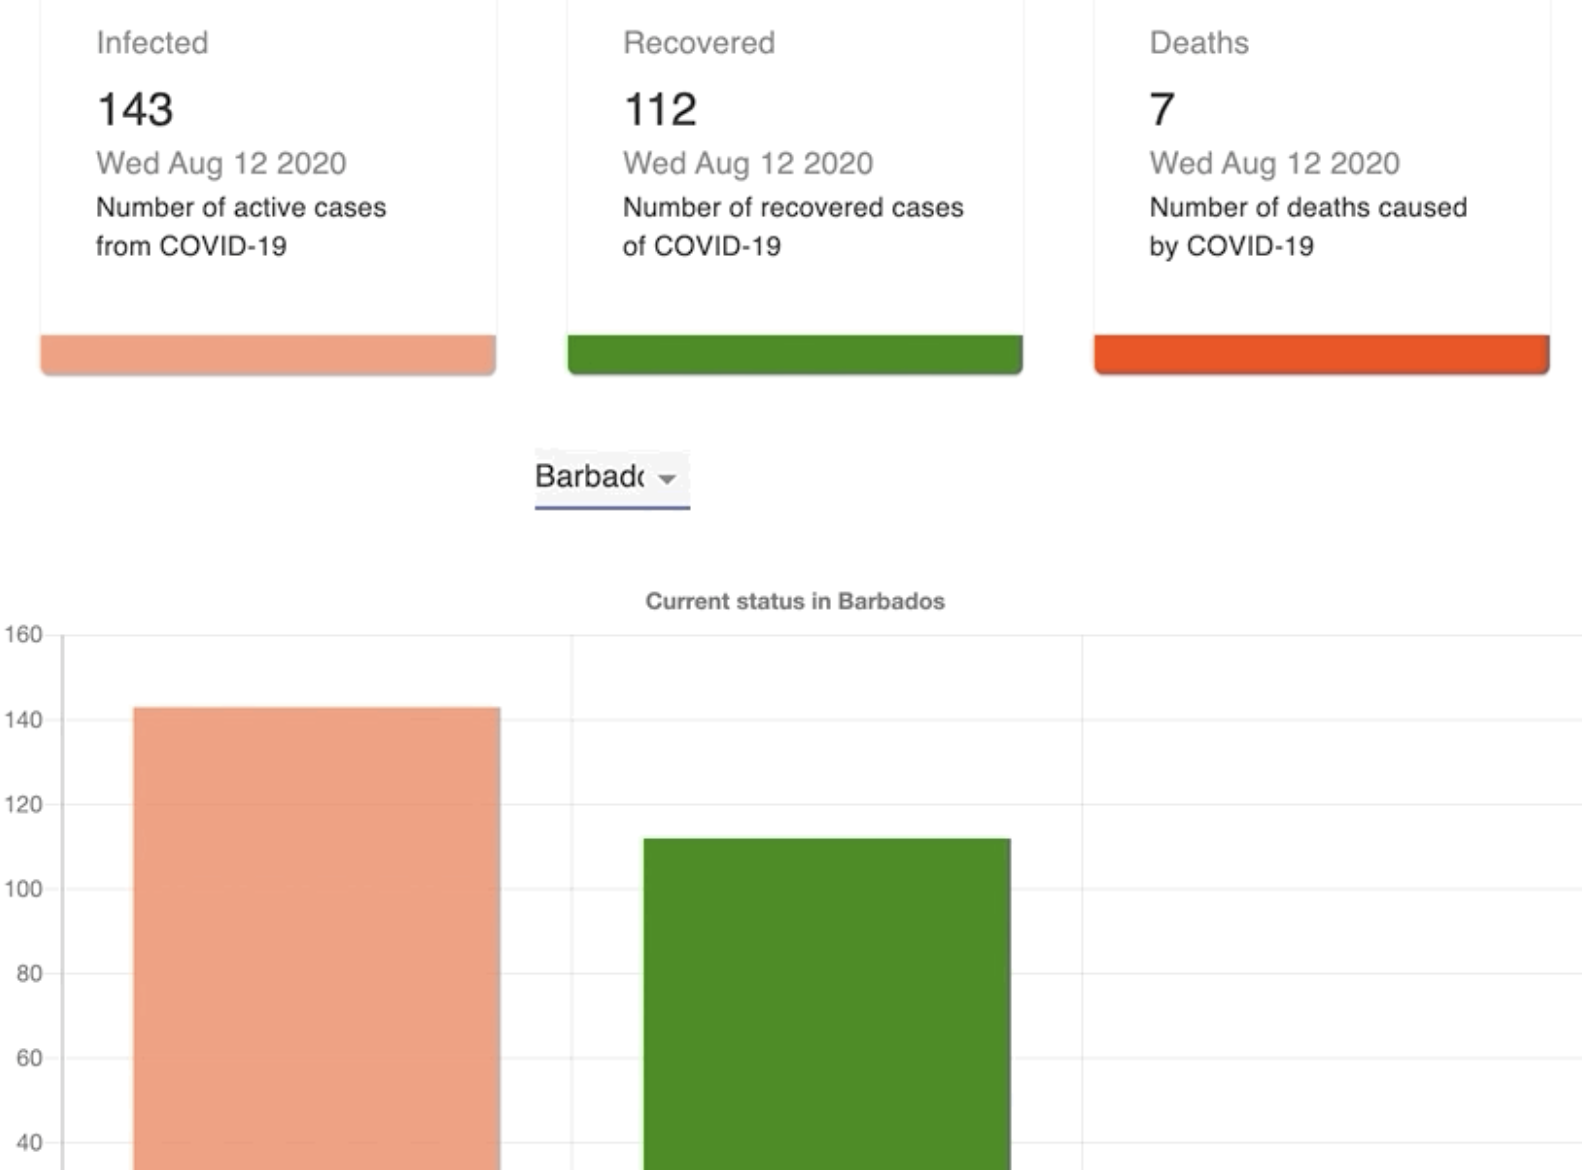 Infected
143
Wed Aug 12 2020
Number of active cases
from COVID-19
Recovered
112
Wed Aug 12 2020
Number of recovered cases
of COVID-19
Deaths
7
Wed Aug 12 2020
Number of deaths caused
by COVID-19
Barbado
Current status in Barbados
160
140
120
100
80
60
40